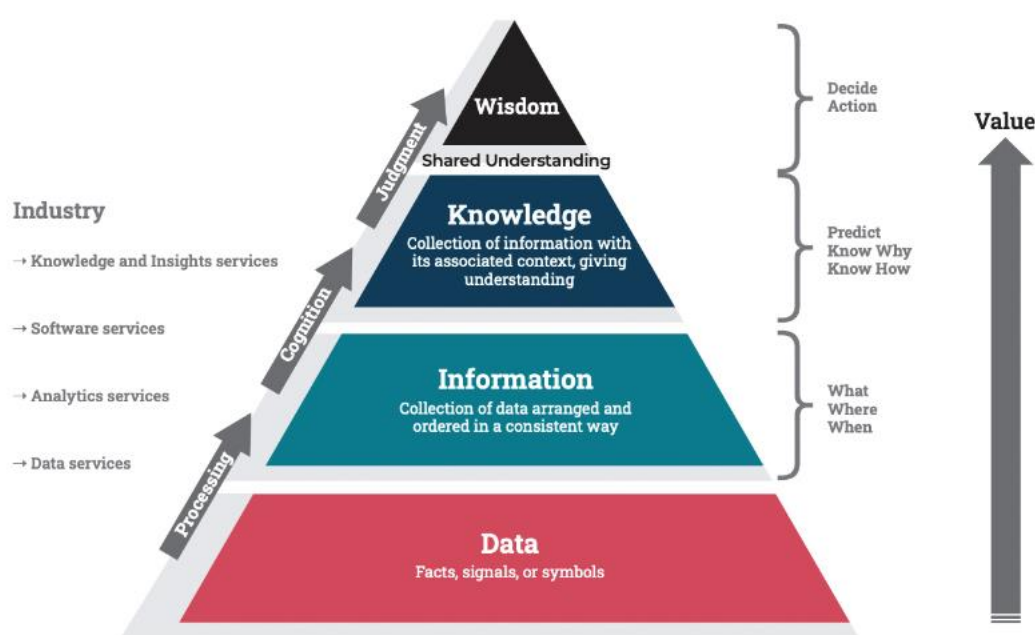 Wisdom
Shared Understanding
Knowledge
Collection of information with
its associated context, giving
understanding
Information
Collection of data arranged and
ordered in a consistent way
Data
Facts, signals, or symbols
Judgment
Cognition
Processing
Industry
→ Knowledge and Insights services
→ Software services
→ Analytics services
→ Data services
Decide
Action
Predict
Know Why
Know How
What
Where
When
Value